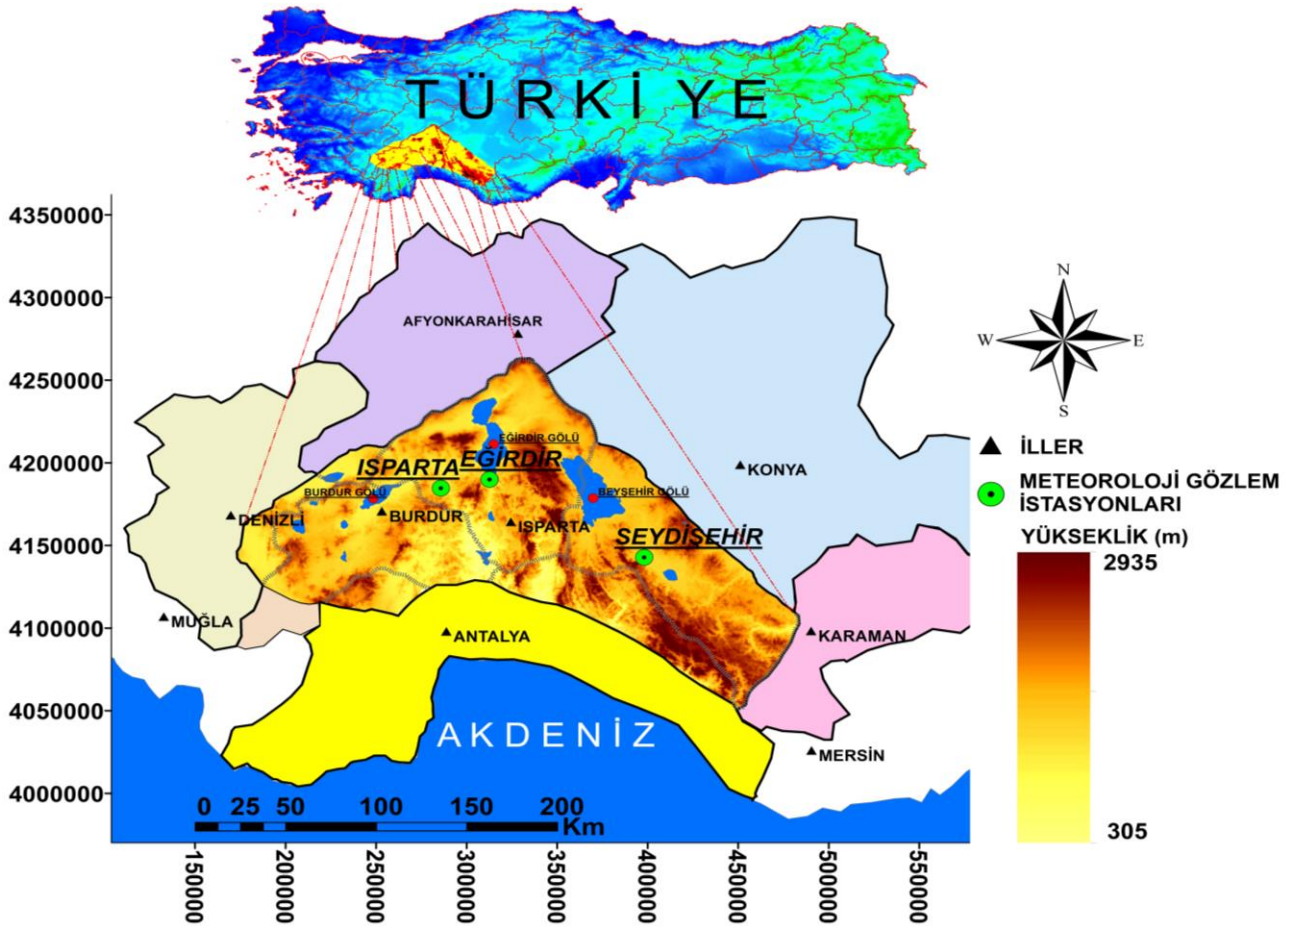 TÜRKİ YE
4350000
4300000
4250000
4200000
4150000
4100000
4050000
4000000
AFYONKARAHİSAR
EĞİRDİR GÖLÜ
ISPARTA
EĞİRDİR
KONYA
BURDUR GÖLÜ
BEYŞEHİR GÖLÜ
DENİZLİ
BURDUR
ISPARTA
SEYDİŞEHİR
MUĞLA
ANTALYA
KARAMAN
AKDENİZ
MERSİN
0 25 50 100 150 200
Km
150000
200000
250000
300000
350000
400000
450000
500000
550000
N
W
E
S
İLLER
METEOROLOJİ GÖZLEM
İSTASYONLARI
YÜKSEKLİK (m)
2935
305